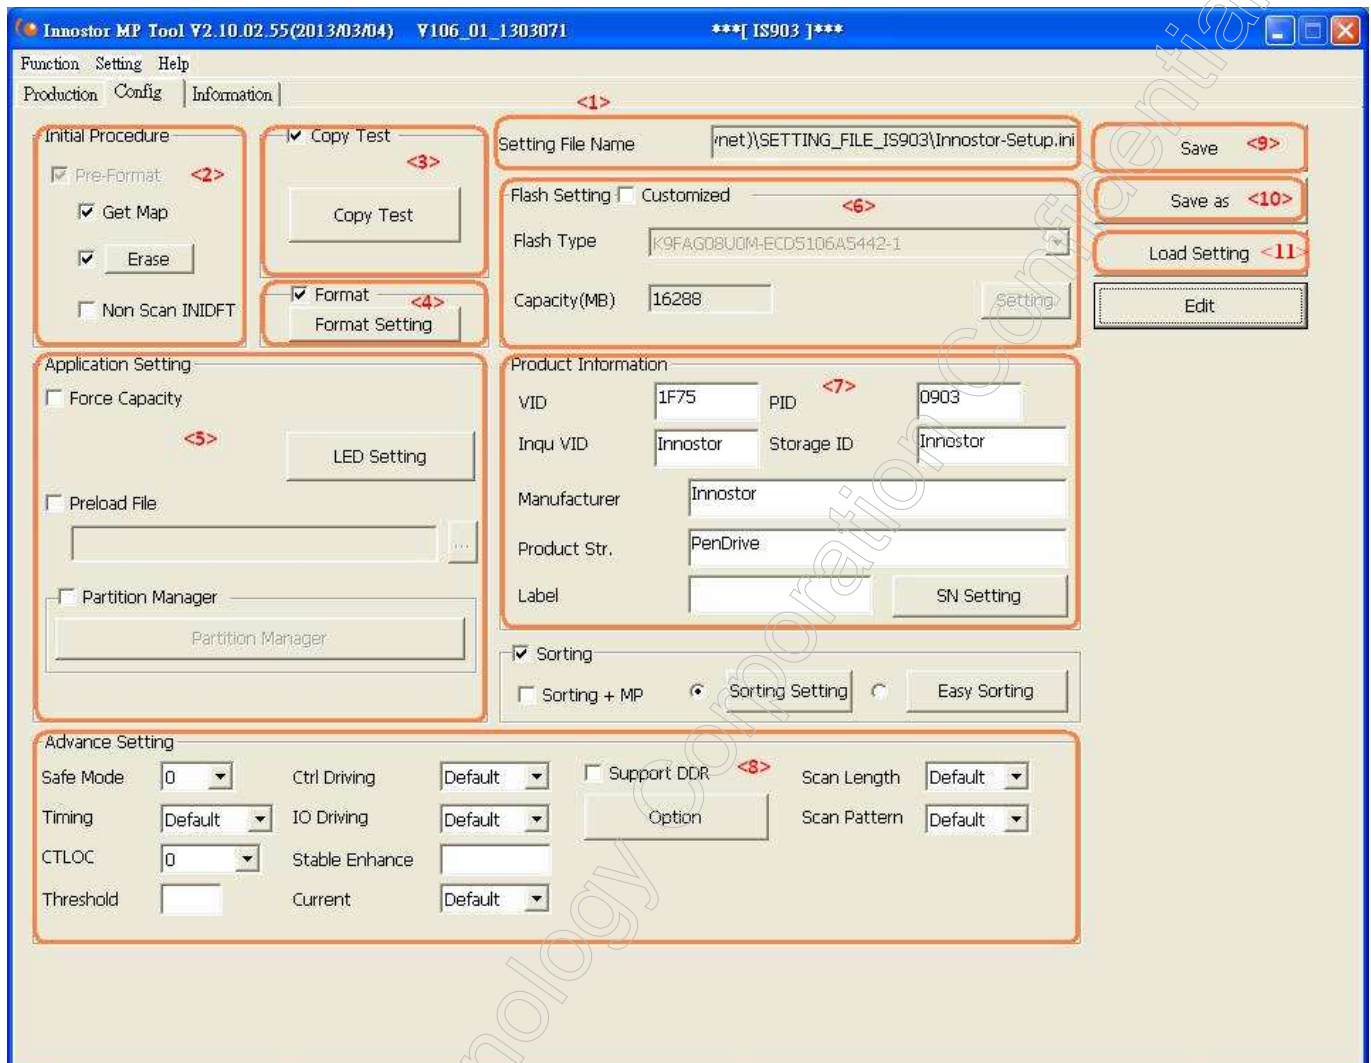 Innostor MP Tool V2.10.02.55(2013/03/04) V106_01_1303071 ***[ IS903 ]***
Function Setting Help
Production Config Information
<1>
Initial Procedure
Pre-Format <2>
Get Map
Erase
Non Scan INIDFT
Copy Test
<3>
Copy Test
Format <4>
Format Setting
Setting File Name \SETTING_FILE_IS903\Innostor-Setup.ini
Flash Setting Customized <6>
Flash Type K9FAG08U0M-ECD5106A5442-1
Capacity(MB) 16288 Setting
Save <9>
Save as <10>
Load Setting <11>
Edit
Application Setting
Force Capacity
<5>
LED Setting
Preload File
...
Partition Manager
Partition Manager
Product Information
VID 1F75 PID <7> 0903
Inqu VID Innostor Storage ID Innostor
Manufacturer Innostor
Product Str. PenDrive
Label SN Setting
Sorting
Sorting + MP Sorting Setting Easy Sorting
Advance Setting
Safe Mode 0 Ctrl Driving Default Support DDR <8> Scan Length Default
Timing Default IO Driving Default Option Scan Pattern Default
CTLOC 0 Stable Enhance
Threshold Current Default
nology Corporation Confidential